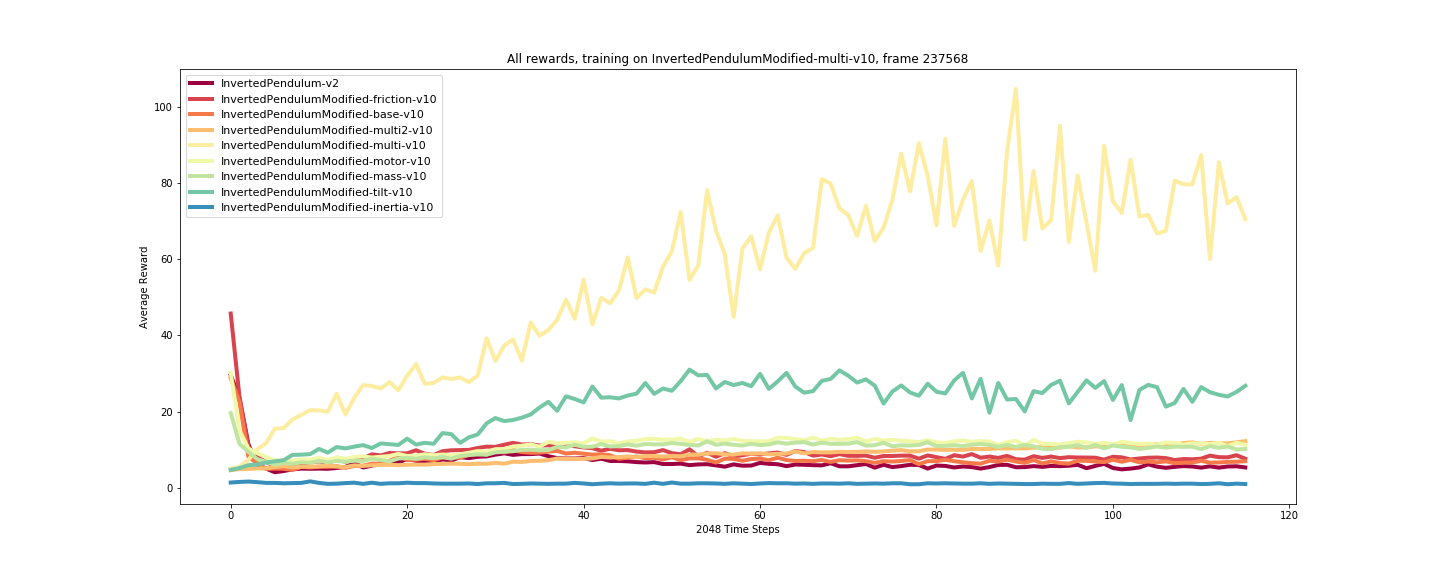 All rewards, training on InvertedPendulumModified-multi-v10, frame 237568
InvertedPendulum-v2
InvertedPendulumModified-friction-v10
InvertedPendulumModified-base-v10
InvertedPendulumModified-multi2-v10
InvertedPendulumModified-multi-v10
InvertedPendulumModified-motor-v10
InvertedPendulumModified-mass-v10
InvertedPendulumModified-tilt-v10
InvertedPendulumModified-inertia-v10
Average Reward
100
80
60
40
20
0
0 20 40 60 80 100 120
2048 Time Steps